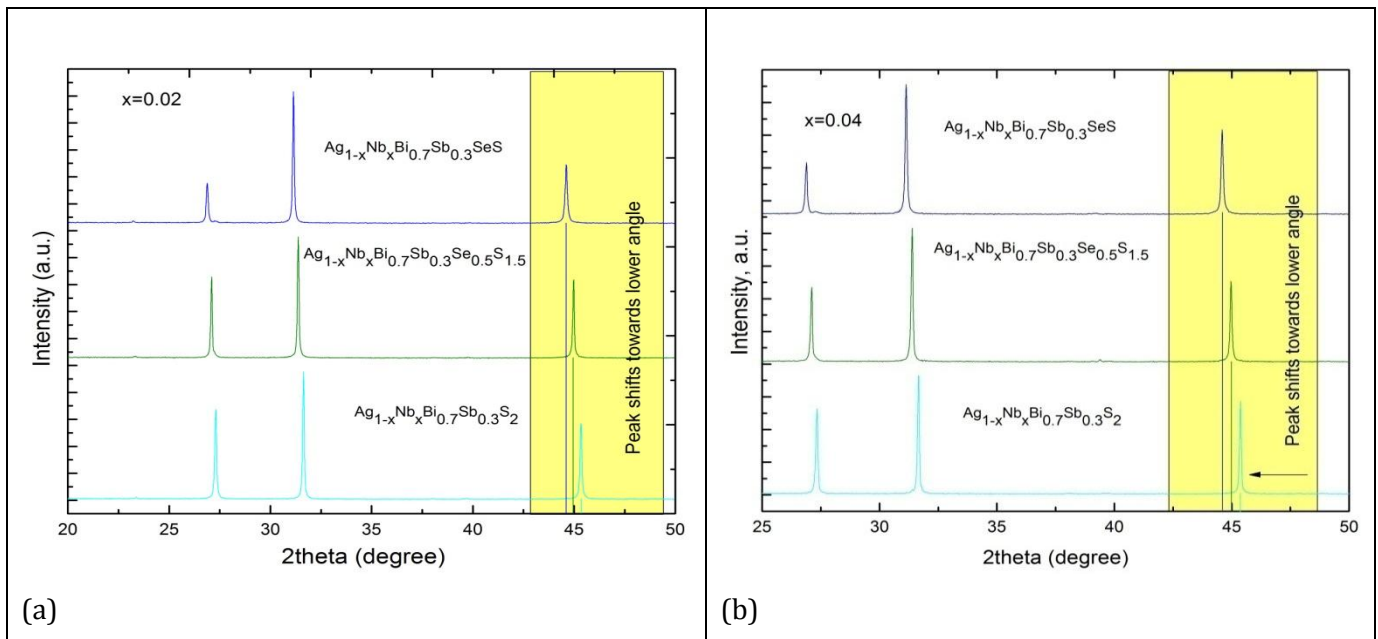 x=0.02
Ag1-xNbxBi0.7Sb0.3SeS
Ag1-xNbxBi0.7Sb0.3Se0.5S1.5
Ag1-xNbxBi0.7Sb0.3S2
Peak shifts towards lower angle
Intensity (a.u.)
20 25 30 35 40 45 50
2theta (degree)
(a)
x=0.04
Ag1-xNbxBi0.7Sb0.3SeS
Ag1-xNbxBi0.7Sb0.3Se0.5S1.5
Ag1-xNbxBi0.7Sb0.3S2
Peak shifts towards lower angle
Intensity, a.u.
25 30 35 40 45 50
2theta (degree)
(b)